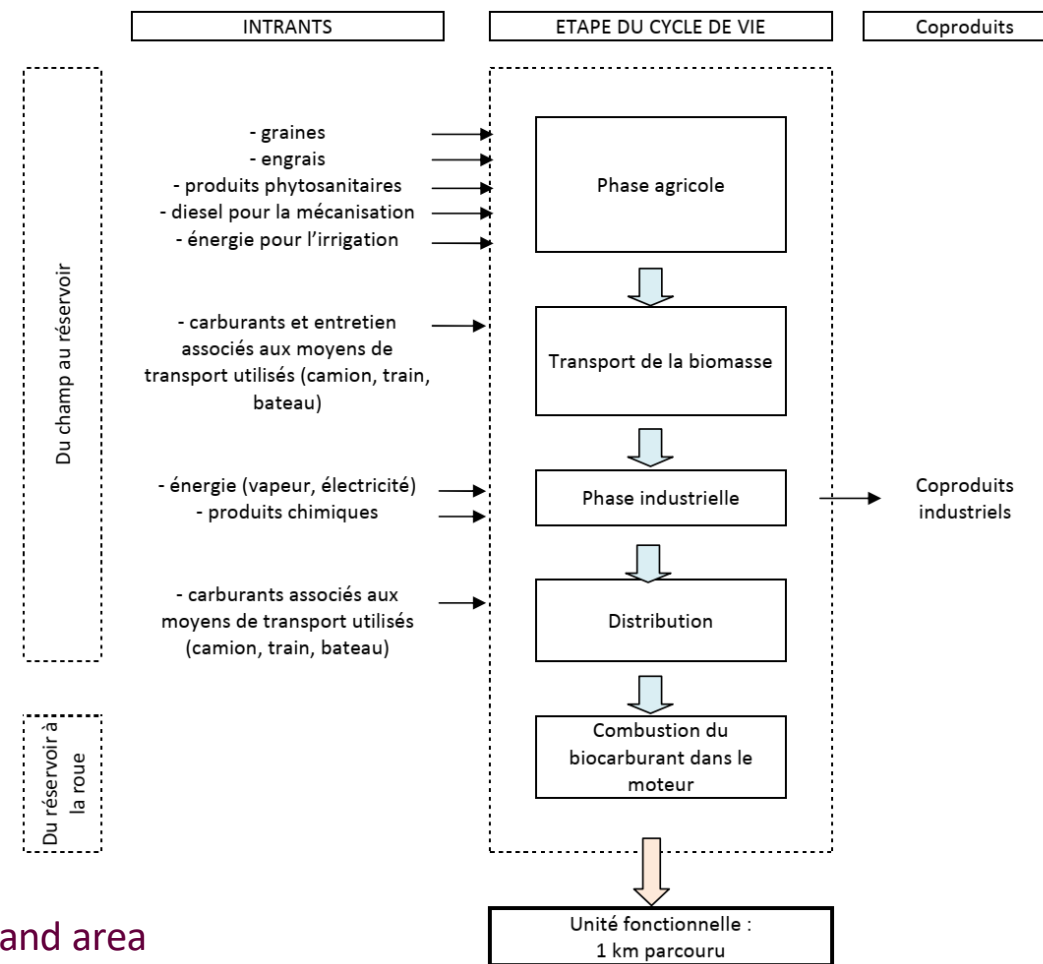 INTRANTS
ETAPE DU CYCLE DE VIE
Coproduits
Du champ au réservoir
- graines
- engrais
- produits phytosanitaires
- diesel pour la mécanisation
- énergie pour l'irrigation
Phase agricole
- carburants et entretien
associés aux moyens de
transport utilisés (camion, train,
bateau)
Transport de la biomasse
- énergie (vapeur, électricité)
- produits chimiques
Phase industrielle
Coproduits
industriels
- carburants associés aux
moyens de transport utilisés
(camion, train, bateau)
Distribution
Du réservoir à
la roue
Combustion du
biocarburant dans le
moteur
Unité fonctionnelle :
1 km parcouru
and area